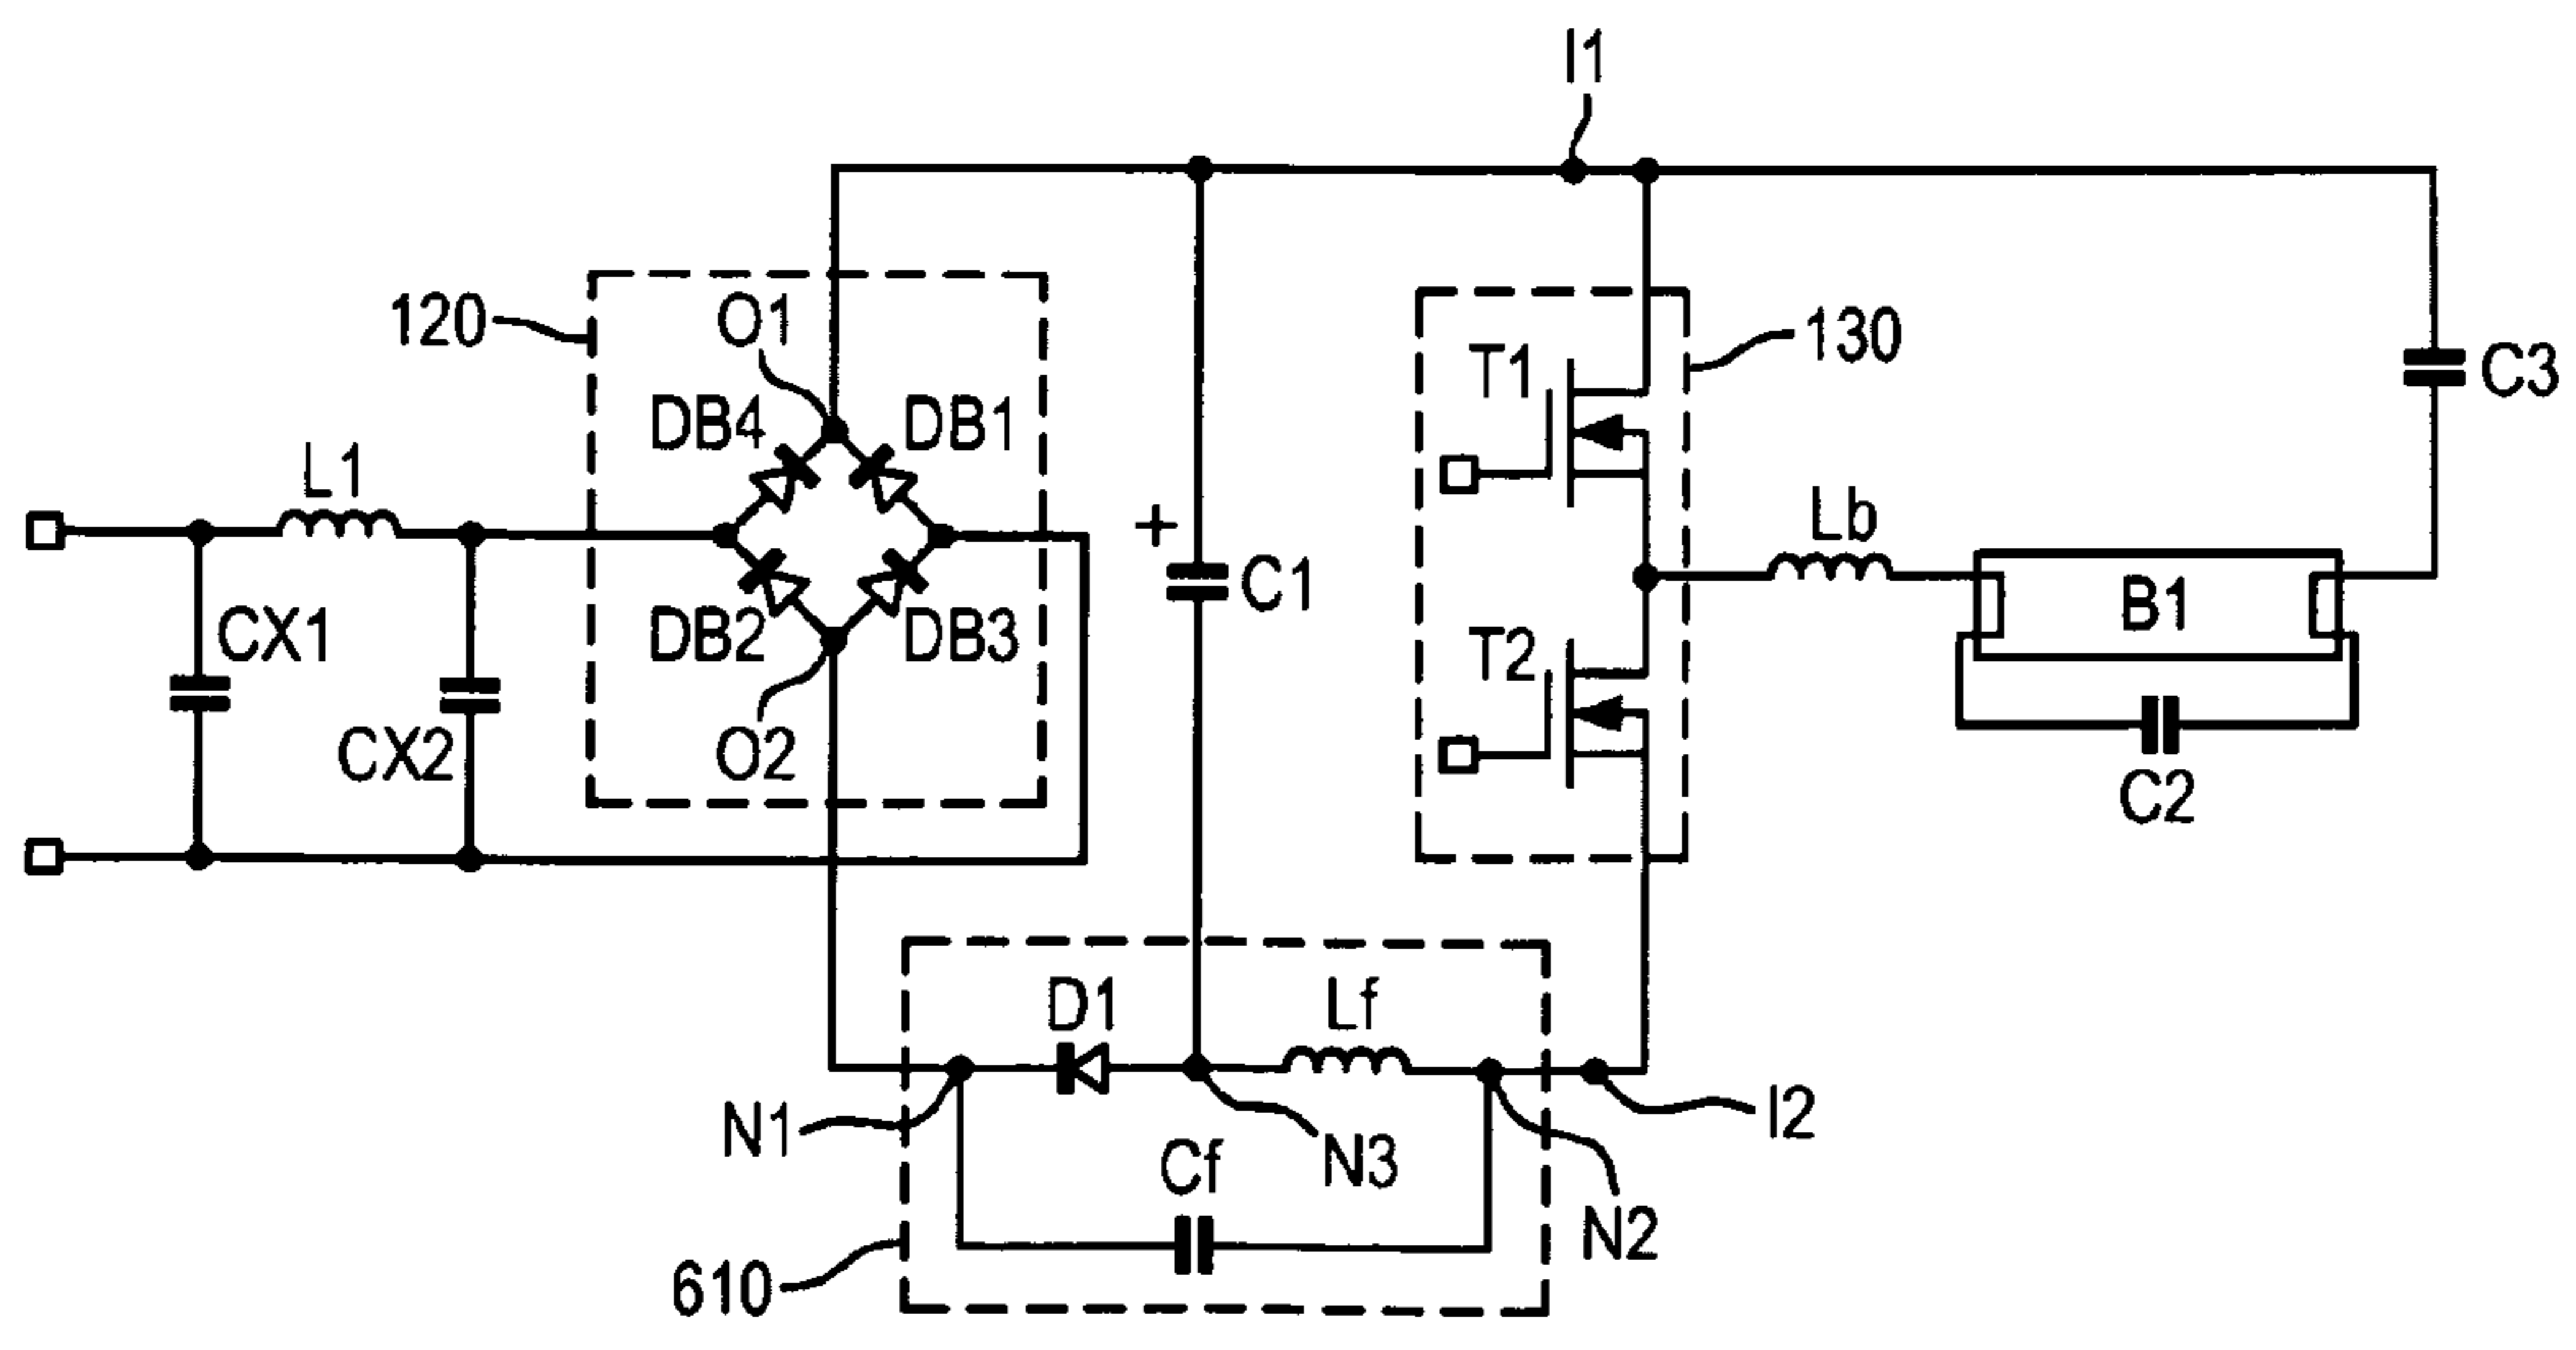 I1
120
O1
130
DB4
DB1
T1
C3
L1
Lb
+
C1
CX1
DB2
DB3
B1
T2
CX2
O2
C2
D1
Lf
N1
N3
I2
Cf
N2
610